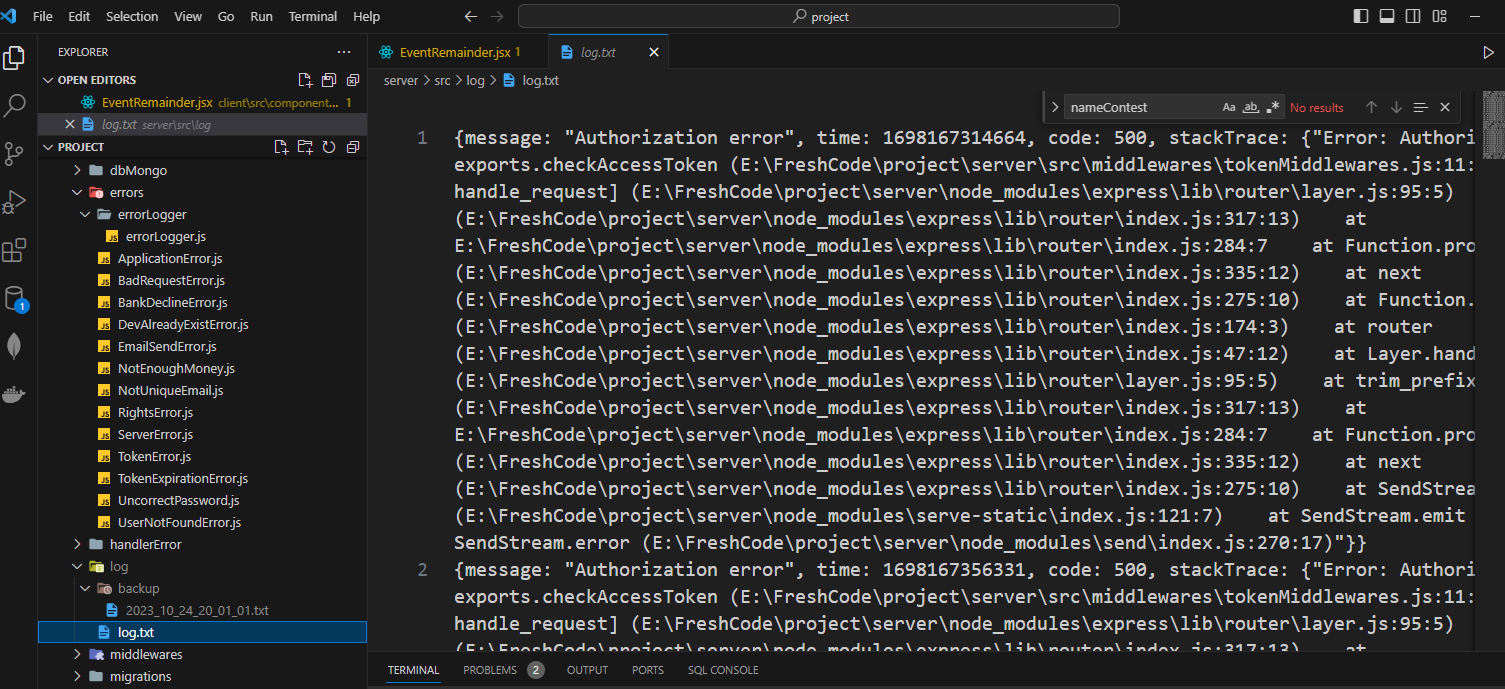 File Edit Selection View Go Run Terminal Help
project
EXPLORER
OPEN EDITORS
EventRemainder.jsx client\src\component... 1
log.txt server\src\log
PROJECT
dbMongo
errors
errorLogger
errorLogger.js
ApplicationError.js
BadRequestError.js
BankDeclineError.js
DevAlreadyExistError.js
EmailSendError.js
NotEnoughMoney.js
NotUniqueEmail.js
RightsError.js
ServerError.js
TokenError.js
TokenExpirationError.js
UncorrectPassword.js
UserNotFoundError.js
handlerError
log
backup
2023_10_24_20_01_01.txt
log.txt
middlewares
migrations
1
EventRemainder.jsx 1
log.txt
server > src > log > log.txt
nameContest Aa ab .* No results
1 {message: "Authorization error", time: 1698167314664, code: 500, stackTrace: {"Error: Authori
exports.checkAccessToken (E:\FreshCode\project\server\src\middlewares\tokenMiddlewares.js:11:
handle_request] (E:\FreshCode\project\server\node_modules\express\lib\router\layer.js:95:5)
(E:\FreshCode\project\server\node_modules\express\lib\router\index.js:317:13) at
E:\FreshCode\project\server\node_modules\express\lib\router\index.js:284:7 at Function.pro
(E:\FreshCode\project\server\node_modules\express\lib\router\index.js:335:12) at next
(E:\FreshCode\project\server\node_modules\express\lib\router\index.js:275:10) at Function.
(E:\FreshCode\project\server\node_modules\express\lib\router\index.js:174:3) at router
(E:\FreshCode\project\server\node_modules\express\lib\router\index.js:47:12) at Layer.hand
(E:\FreshCode\project\server\node_modules\express\lib\router\layer.js:95:5) at trim_prefix
(E:\FreshCode\project\server\node_modules\express\lib\router\index.js:317:13) at
E:\FreshCode\project\server\node_modules\express\lib\router\index.js:284:7 at Function.pro
(E:\FreshCode\project\server\node_modules\express\lib\router\index.js:335:12) at next
(E:\FreshCode\project\server\node_modules\express\lib\router\index.js:275:10) at SendStrea
(E:\FreshCode\project\server\node_modules\serve-static\index.js:121:7) at SendStream.emit
SendStream.error (E:\FreshCode\project\server\node_modules\send\index.js:270:17)"}}
2 {message: "Authorization error", time: 1698167356331, code: 500, stackTrace: {"Error: Authori
exports.checkAccessToken (E:\FreshCode\project\server\src\middlewares\tokenMiddlewares.js:11:
handle_request] (E:\FreshCode\project\server\node_modules\express\lib\router\layer.js:95:5)
(E:\FreshCode\project\server\node_modules\express\lib\router\index.js:317:13) at
TERMINAL PROBLEMS 2 OUTPUT PORTS SQL CONSOLE